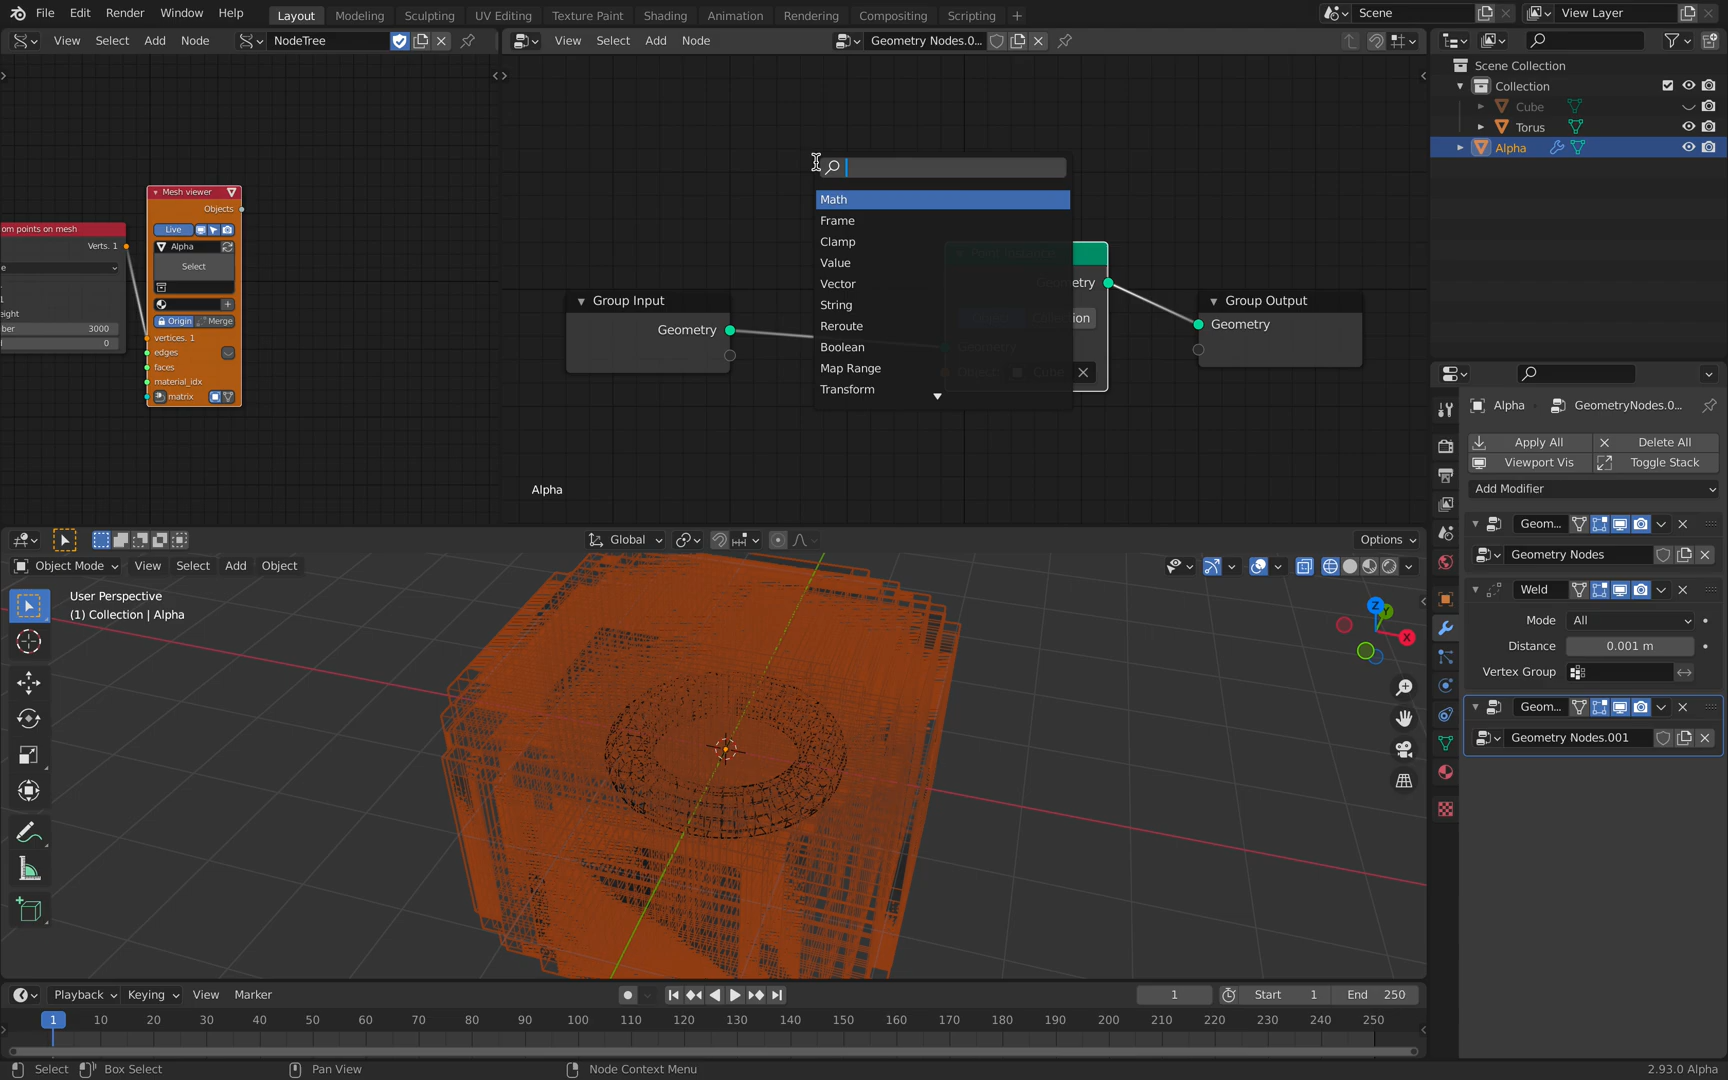 File Edit Render Window Help Layout Modeling Sculpting UV Editing Texture Paint Shading Animation Rendering Compositing Scripting + Scene View Layer
View Select Add Node NodeTree View Select Add Node Geometry Nodes.0...
Scene Collection
Collection
Cube
Torus
Alpha
Mesh viewer
Objects
Live
Alpha
Select
Origin Merge
vertices. 1
edges
faces
material_idx
matrix
om points on mesh
Verts. 1
3000
0
Math
Frame
Clamp
Value
Vector
String
Reroute
Boolean
Map Range
Transform
Group Input
Geometry
Group Output
Geometry
Alpha
Alpha GeometryNodes.0...
Apply All Delete All
Viewport Vis Toggle Stack
Add Modifier
Geom...
Geometry Nodes
Weld
Mode All
Distance 0.001 m
Vertex Group
Geom...
Geometry Nodes.001
Global Options
Object Mode View Select Add Object
User Perspective
(1) Collection | Alpha
Z
Y
X
Playback Keying View Marker 1 Start 1 End 250
1 10 20 30 40 50 60 70 80 90 100 110 120 130 140 150 160 170 180 190 200 210 220 230 240 250
Select Box Select Pan View Node Context Menu 2.93.0 Alpha